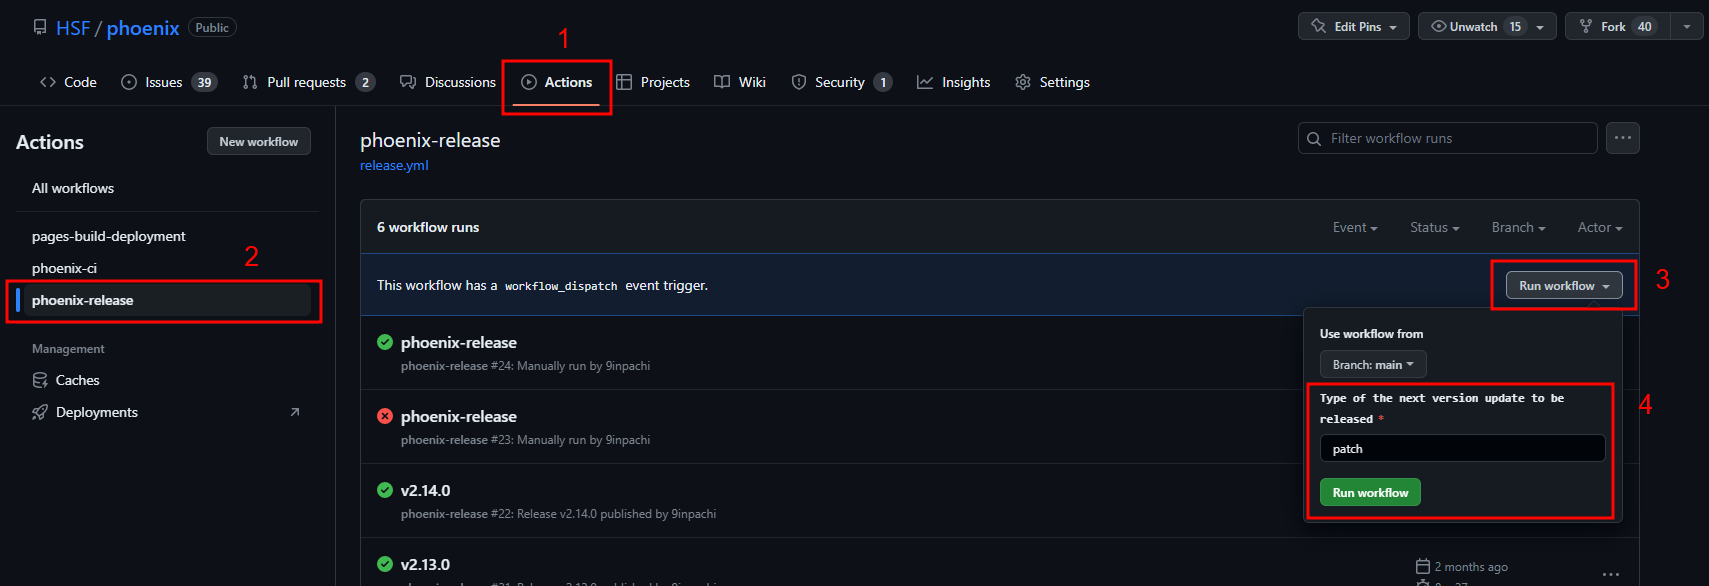 HSF / phoenix Public
Edit Pins
Unwatch 15
Fork 40
1
Code
Issues 39
Pull requests 2
Discussions
Actions
Projects
Wiki
Security 1
Insights
Settings
Actions
New workflow
All workflows
pages-build-deployment
phoenix-ci
2
phoenix-release
Management
Caches
Deployments
phoenix-release
release.yml
Filter workflow runs
6 workflow runs
Event
Status
Branch
Actor
This workflow has a workflow_dispatch event trigger.
Run workflow
3
Use workflow from
Branch: main
Type of the next version update to be
released *
patch
Run workflow
4
phoenix-release
phoenix-release #24: Manually run by 9inpachi
phoenix-release
phoenix-release #23: Manually run by 9inpachi
v2.14.0
phoenix-release #22: Release v2.14.0 published by 9inpachi
v2.13.0
2 months ago